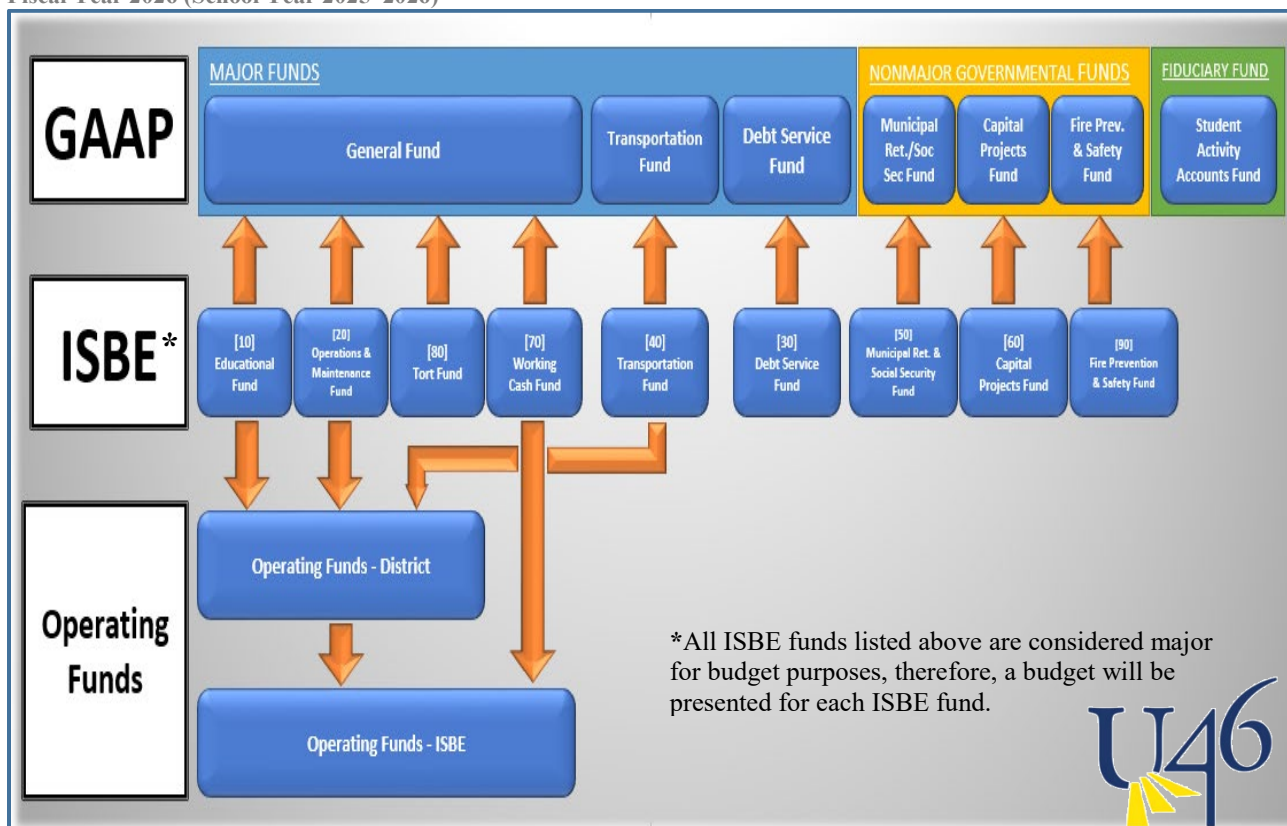 Fiscal Year 2026 (School Year 2025-2026)
GAAP
MAJOR FUNDS
General Fund
Transportation
Fund
Debt Service
Fund
NONMAJOR GOVERNMENTAL FUNDS
Municipal
Ret./Soc
Sec Fund
Capital
Projects
Fund
Fire Prev.
& Safety
Fund
FIDUCIARY FUND
Student
Activity
Accounts Fund
ISBE*
[10]
Educational
Fund
[20]
Operations &
Maintenance
Fund
[80]
Tort Fund
[70]
Working
Cash Fund
[40]
Transportation
Fund
[30]
Debt Service
Fund
[50]
Municipal Ret. &
Social Security
Fund
[60]
Capital
Projects Fund
[90]
Fire Prevention
& Safety Fund
Operating
Funds
Operating Funds - District
Operating Funds - ISBE
*All ISBE funds listed above are considered major
for budget purposes, therefore, a budget will be
presented for each ISBE fund.
U46